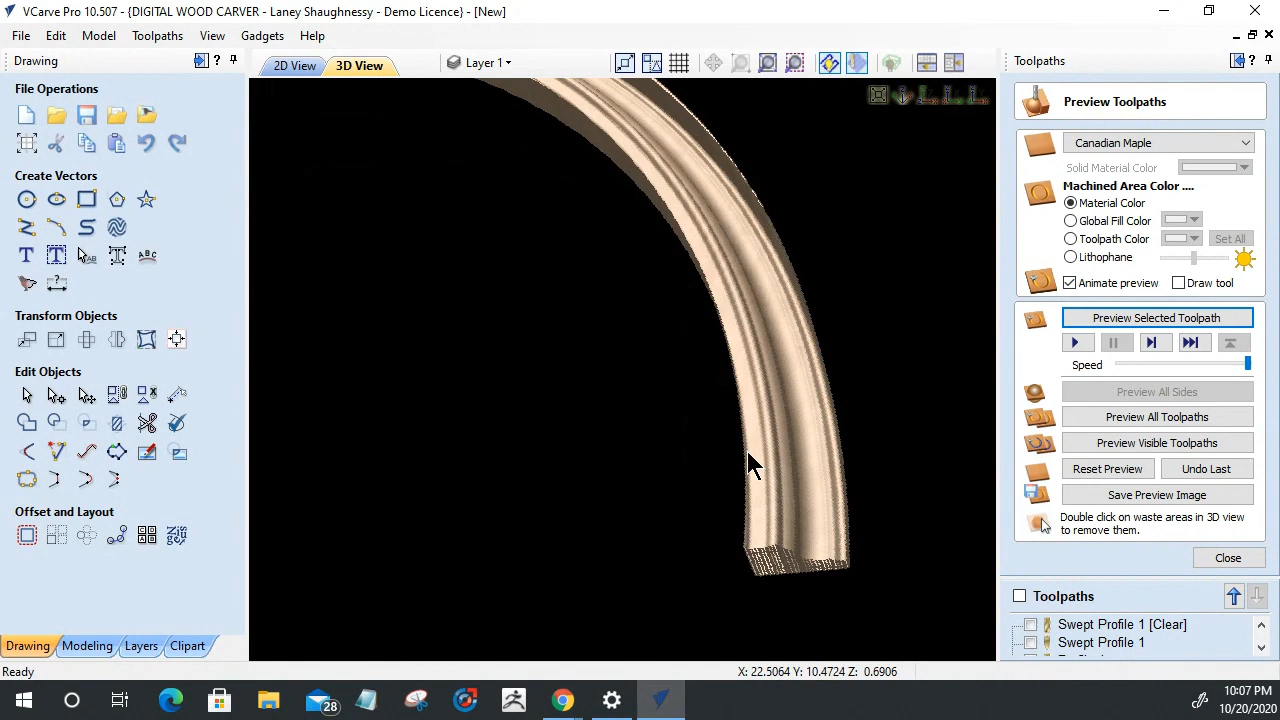 VCarve Pro 10.507 - {DIGITAL WOOD CARVER - Laney Shaughnessy - Demo Licence} - [New]
File Edit Model Toolpaths View Gadgets Help
Drawing
File Operations
Create Vectors
Transform Objects
Edit Objects
Offset and Layout
Drawing Modeling Layers Clipart
Ready
2D View 3D View
Layer 1
X: 22.5064 Y: 10.4724 Z: 0.6906
Toolpaths
Preview Toolpaths
Canadian Maple
Solid Material Color
Machined Area Color ....
Material Color
Global Fill Color
Toolpath Color Set All
Lithophane
Animate preview Draw tool
Preview Selected Toolpath
Speed
Preview All Sides
Preview All Toolpaths
Preview Visible Toolpaths
Reset Preview Undo Last
Save Preview Image
Double click on waste areas in 3D view
to remove them.
Close
Toolpaths
Swept Profile 1 [Clear]
Swept Profile 1
28
10:07 PM
10/20/2020